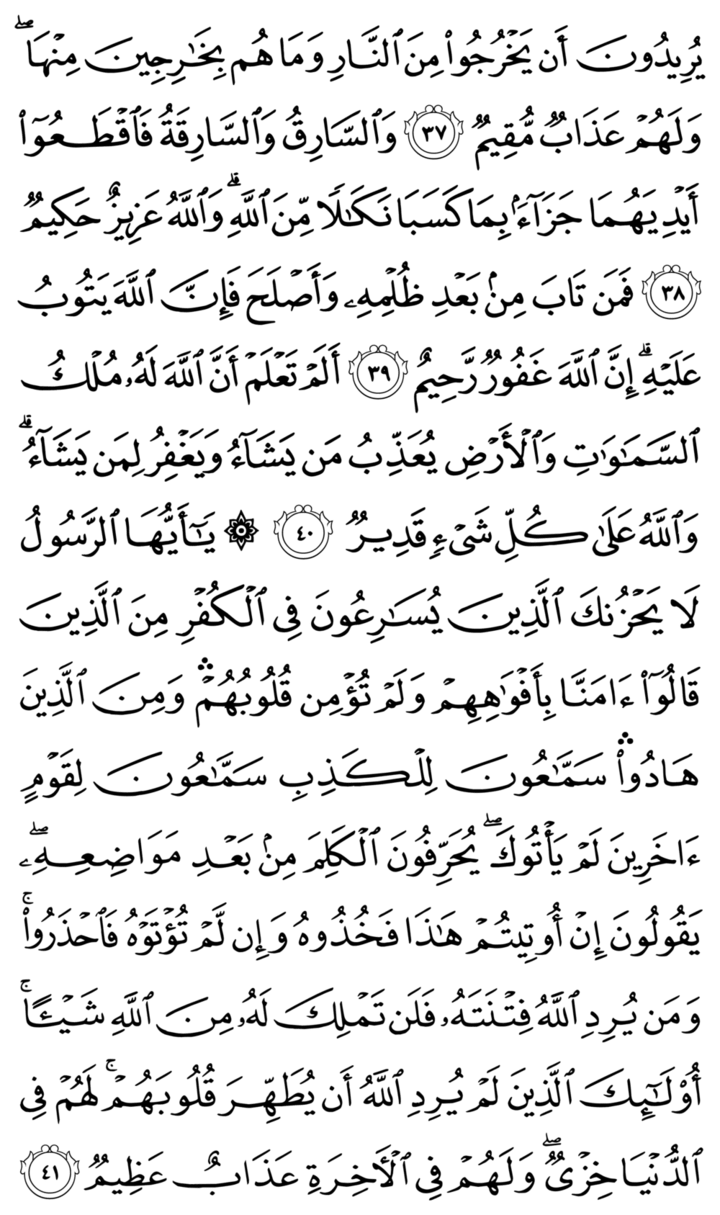 يُرِيدُونَ أَن يَخْرُجُوا۟ مِنَ ٱلنَّارِ وَمَا هُم بِخَـٰرِجِينَ مِنْهَا ۖ
وَلَهُمْ عَذَابٌ مُّقِيمٌ ٣٧ وَٱلسَّارِقُ وَٱلسَّارِقَةُ فَٱقْطَعُوٓا۟
أَيْدِيَهُمَا جَزَآءًۢ بِمَا كَسَبَا نَكَـٰلًا مِّنَ ٱللَّهِ ۗ وَٱللَّهُ عَزِيزٌ حَكِيمٌ
٣٨ فَمَن تَابَ مِنۢ بَعْدِ ظُلْمِهِۦ وَأَصْلَحَ فَإِنَّ ٱللَّهَ يَتُوبُ
عَلَيْهِ ۗ إِنَّ ٱللَّهَ غَفُورٌ رَّحِيمٌ ٣٩ أَلَمْ تَعْلَمْ أَنَّ ٱللَّهَ لَهُۥ مُلْكُ
ٱلسَّمَـٰوَٰتِ وَٱلْأَرْضِ يُعَذِّبُ مَن يَشَآءُ وَيَغْفِرُ لِمَن يَشَآءُ ۗ
وَٱللَّهُ عَلَىٰ كُلِّ شَىْءٍ قَدِيرٌ ٤٠ ۞ يَـٰٓأَيُّهَا ٱلرَّسُولُ
لَا يَحْزُنكَ ٱلَّذِينَ يُسَـٰرِعُونَ فِى ٱلْكُفْرِ مِنَ ٱلَّذِينَ
قَالُوٓا۟ ءَامَنَّا بِأَفْوَٰهِهِمْ وَلَمْ تُؤْمِن قُلُوبُهُمْ ۛ وَمِنَ ٱلَّذِينَ
هَادُوا۟ ۛ سَمَّـٰعُونَ لِلْكَذِبِ سَمَّـٰعُونَ لِقَوْمٍ
ءَاخَرِينَ لَمْ يَأْتُوكَ ۖ يُحَرِّفُونَ ٱلْكَلِمَ مِنۢ بَعْدِ مَوَاضِعِهِۦ ۖ
يَقُولُونَ إِنْ أُوتِيتُمْ هَـٰذَا فَخُذُوهُ وَإِن لَّمْ تُؤْتَوْهُ فَٱحْذَرُوا۟ ۚ
وَمَن يُرِدِ ٱللَّهُ فِتْنَتَهُۥ فَلَن تَمْلِكَ لَهُۥ مِنَ ٱللَّهِ شَيْـًٔا ۚ
أُو۟لَـٰٓئِكَ ٱلَّذِينَ لَمْ يُرِدِ ٱللَّهُ أَن يُطَهِّرَ قُلُوبَهُمْ ۚ لَهُمْ فِى
ٱلدُّنْيَا خِزْىٌ ۖ وَلَهُمْ فِى ٱلْـَٔاخِرَةِ عَذَابٌ عَظِيمٌ ٤١